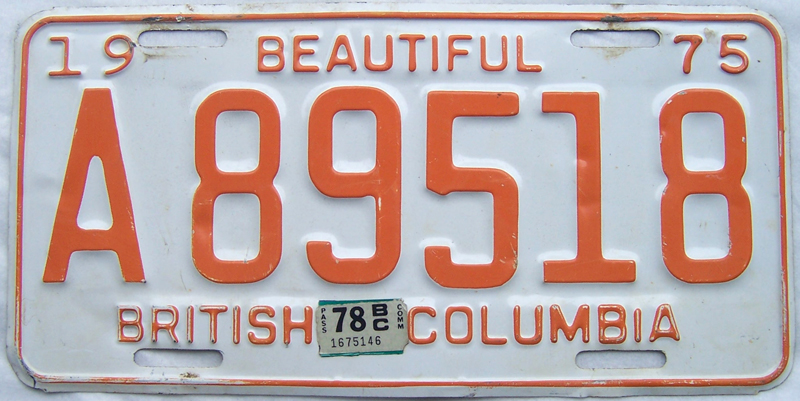 19 BEAUTIFUL 75
A 89518
BRITISH COLUMBIA
PASS 78 BC COMM
1675146